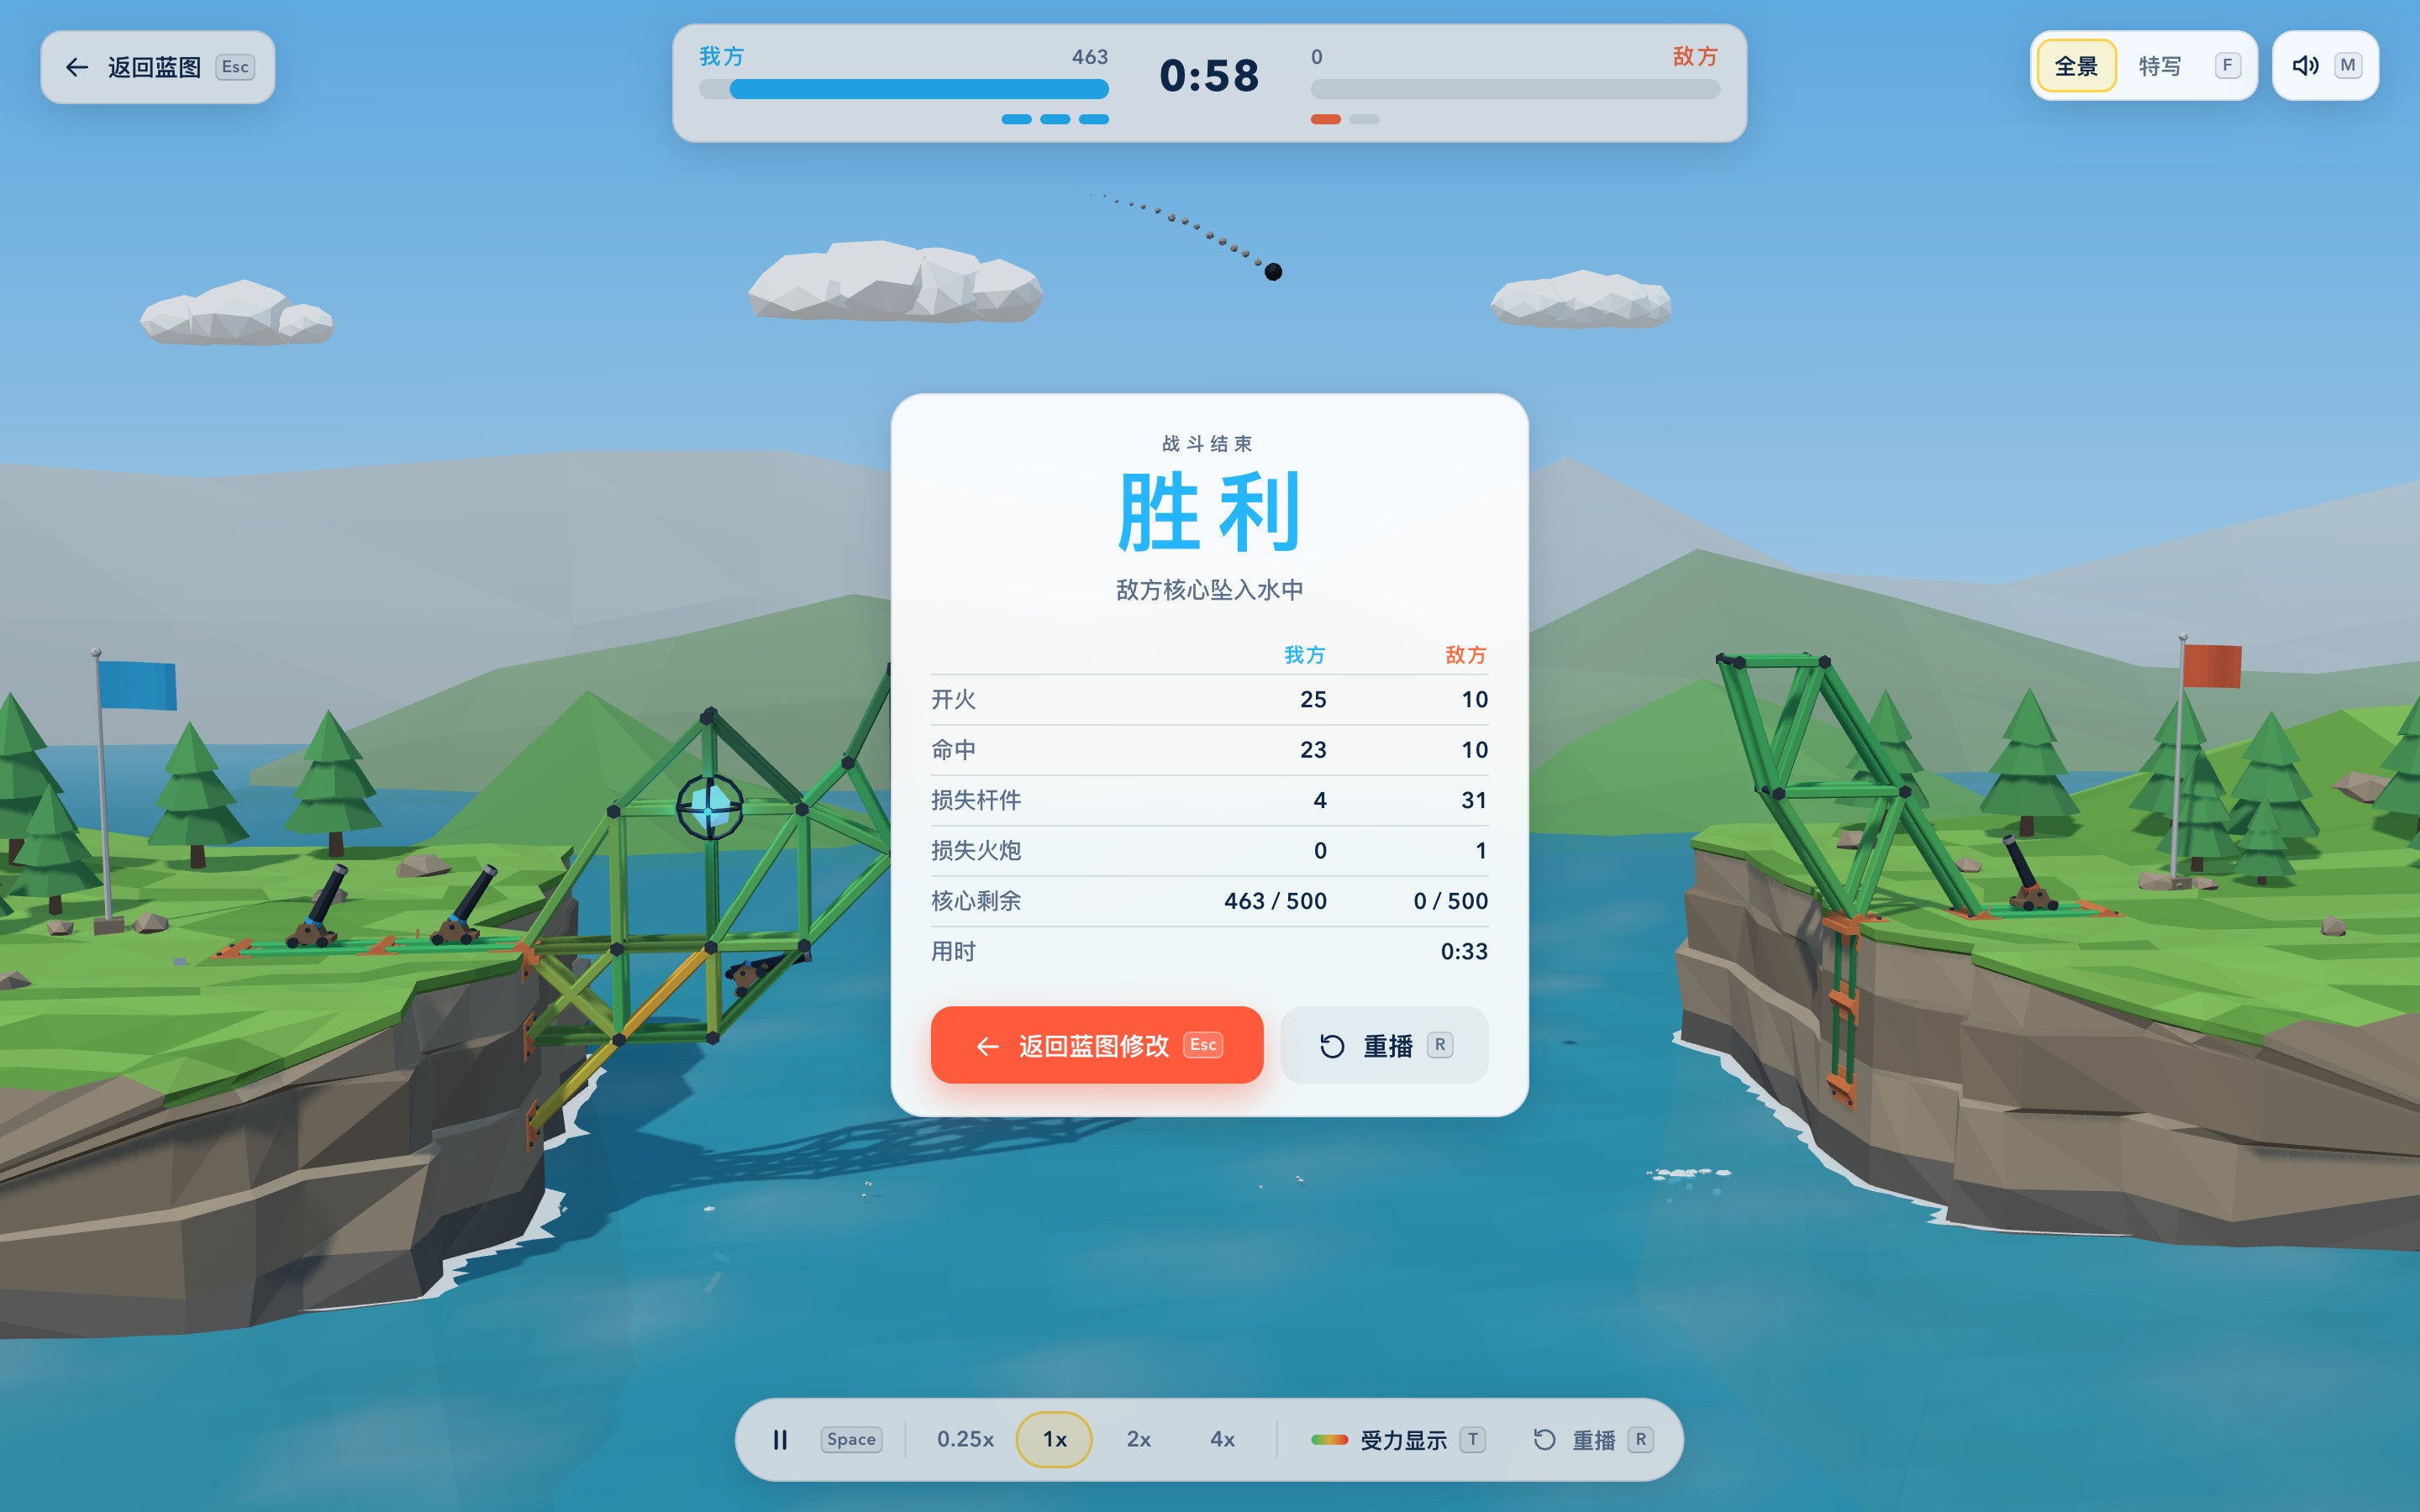 返回蓝图 Esc
我方 463
0:58
0 敌方
全景 特写 F
M
战斗结束
胜利
敌方核心坠入水中
我方 敌方
开火 25 10
命中 23 10
损失杆件 4 31
损失火炮 0 1
核心剩余 463 / 500 0 / 500
用时 0:33
返回蓝图修改 Esc
重播 R
Space 0.25x 1x 2x 4x 受力显示 T 重播 R